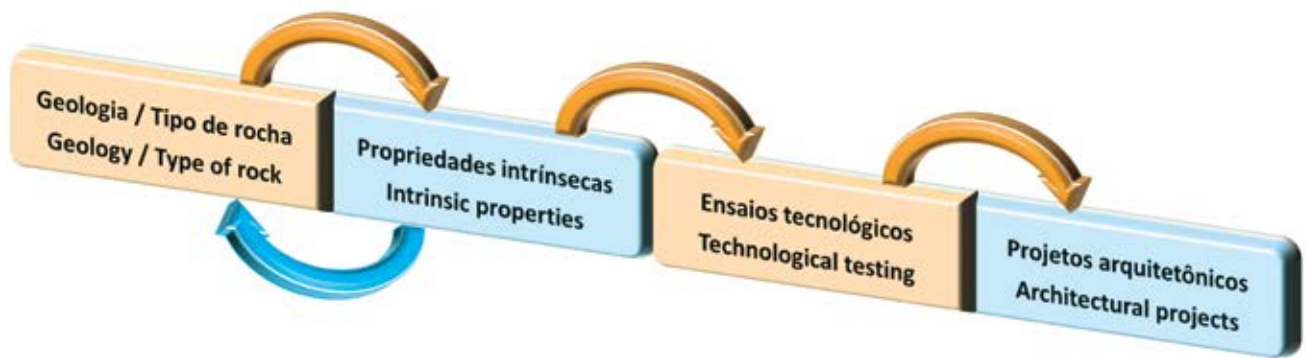 Geologia / Tipo de rocha
Geology / Type of rock
Propriedades intrínsecas
Intrinsic properties
Ensaios tecnológicos
Technological testing
Projetos arquitetônicos
Architectural projects